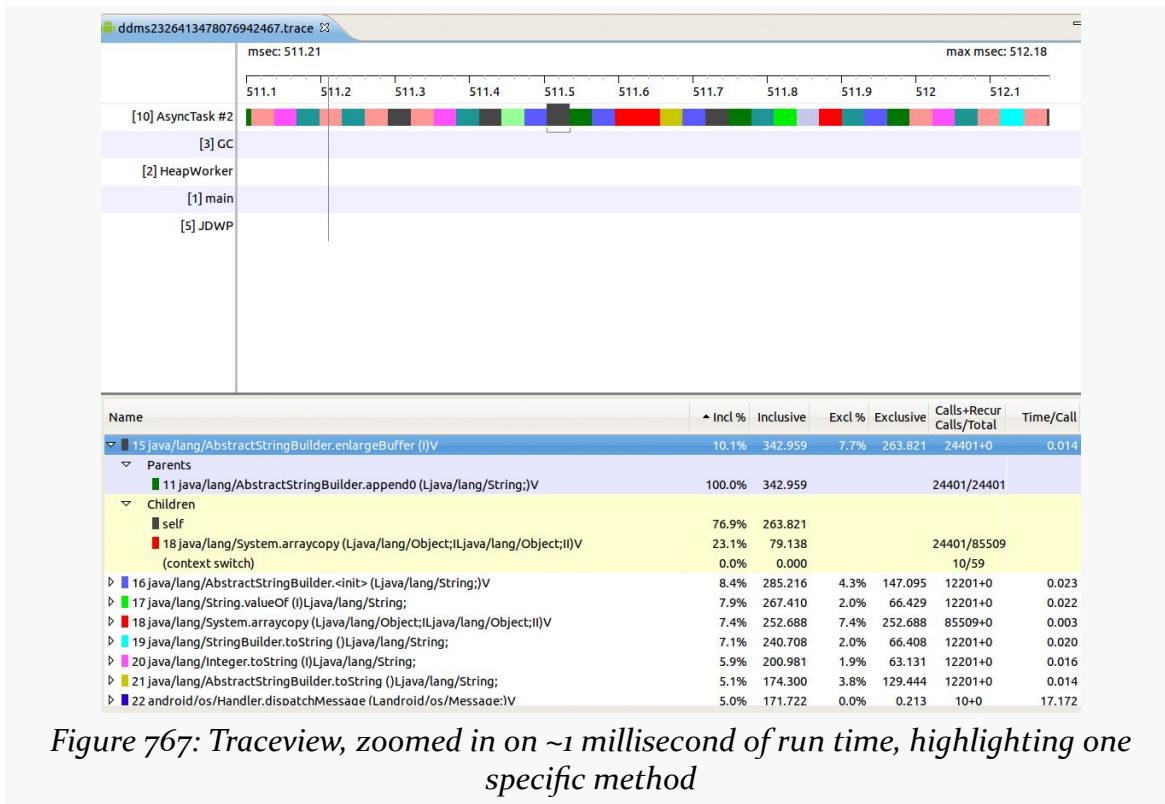 ddms2326413478076942467.trace
msec: 511.21 max msec: 512.18
511.1 511.2 511.3 511.4 511.5 511.6 511.7 511.8 511.9 512 512.1
[10] AsyncTask #2
[3] GC
[2] HeapWorker
[1] main
[5] JDWP
Name Incl % Inclusive Excl % Exclusive Calls+Recur Calls/Total Time/Call
15 java/lang/AbstractStringBuilder.enlargeBuffer (I)V 10.1% 342.959 7.7% 263.821 24401+0 0.014
Parents
11 java/lang/AbstractStringBuilder.append0 (Ljava/lang/String;)V 100.0% 342.959 24401/24401
Children
self 76.9% 263.821
18 java/lang/System.arraycopy (Ljava/lang/Object;ILjava/lang/Object;II)V 23.1% 79.138 24401/85509
(context switch) 0.0% 0.000 10/59
16 java/lang/AbstractStringBuilder.<init> (Ljava/lang/String;)V 8.4% 285.216 4.3% 147.095 12201+0 0.023
17 java/lang/String.valueOf (I)Ljava/lang/String; 7.9% 267.410 2.0% 66.429 12201+0 0.022
18 java/lang/System.arraycopy (Ljava/lang/Object;ILjava/lang/Object;II)V 7.4% 252.688 7.4% 252.688 85509+0 0.003
19 java/lang/StringBuilder.toString ()Ljava/lang/String; 7.1% 240.708 2.0% 66.408 12201+0 0.020
20 java/lang/Integer.toString (I)Ljava/lang/String; 5.9% 200.981 1.9% 63.131 12201+0 0.016
21 java/lang/AbstractStringBuilder.toString ()Ljava/lang/String; 5.1% 174.300 3.8% 129.444 12201+0 0.014
22 android/os/Handler.dispatchMessage (Landroid/os/Message;)V 5.0% 171.722 0.0% 0.213 10+0 17.172
Figure 767: Traceview, zoomed in on ~1 millisecond of run time, highlighting one
specific method